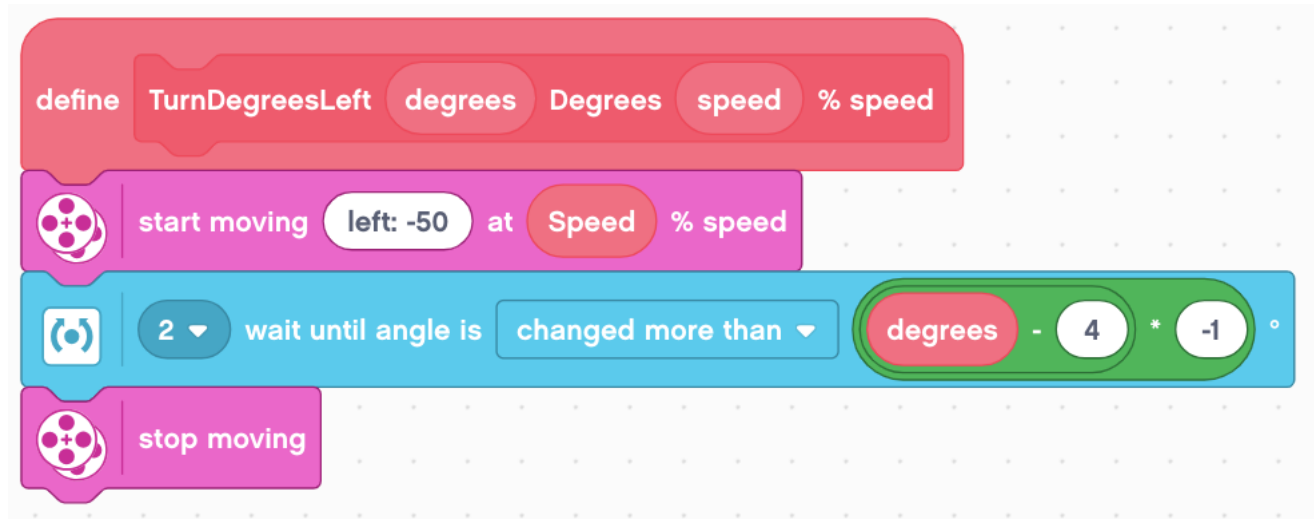 define TurnDegreesLeft degrees Degrees speed % speed
start moving left: -50 at Speed % speed
2 wait until angle is changed more than degrees - 4 * -1 °
stop moving